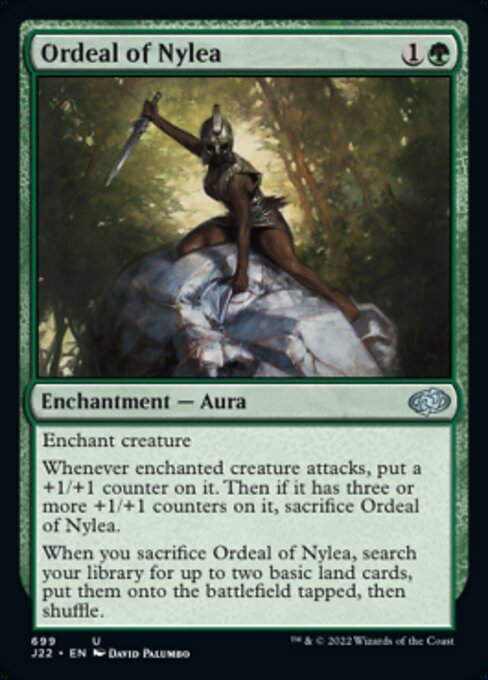 Ordeal of Nylea 1
Enchantment — Aura
Enchant creature
Whenever enchanted creature attacks, put a
+1/+1 counter on it. Then if it has three or
more +1/+1 counters on it, sacrifice Ordeal
of Nylea.
When you sacrifice Ordeal of Nylea, search
your library for up to two basic land cards,
put them onto the battlefield tapped, then
shuffle.
699 U
J22 • EN DAVID PALUMBO
™ & © 2022 Wizards of the Coast